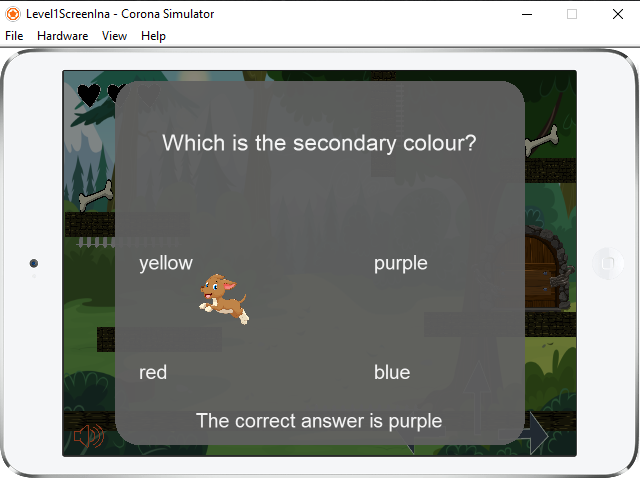 Level1ScreenIna - Corona Simulator
File Hardware View Help
Which is the secondary colour?
yellow purple
red blue
The correct answer is purple